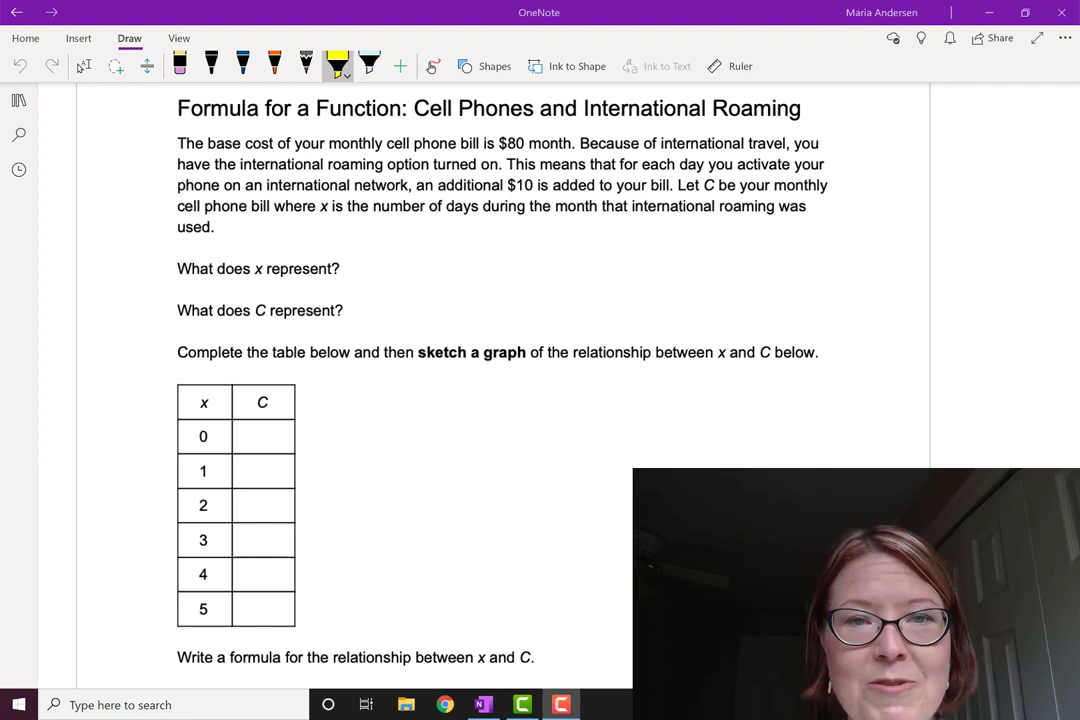 OneNote
Maria Andersen
Home Insert Draw View
Share
Shapes Ink to Shape Ink to Text Ruler
Formula for a Function: Cell Phones and International Roaming
The base cost of your monthly cell phone bill is $80 month. Because of international travel, you
have the international roaming option turned on. This means that for each day you activate your
phone on an international network, an additional $10 is added to your bill. Let C be your monthly
cell phone bill where x is the number of days during the month that international roaming was
used.
What does x represent?
What does C represent?
Complete the table below and then sketch a graph of the relationship between x and C below.
x C
0
1
2
3
4
5
Write a formula for the relationship between x and C.
Type here to search